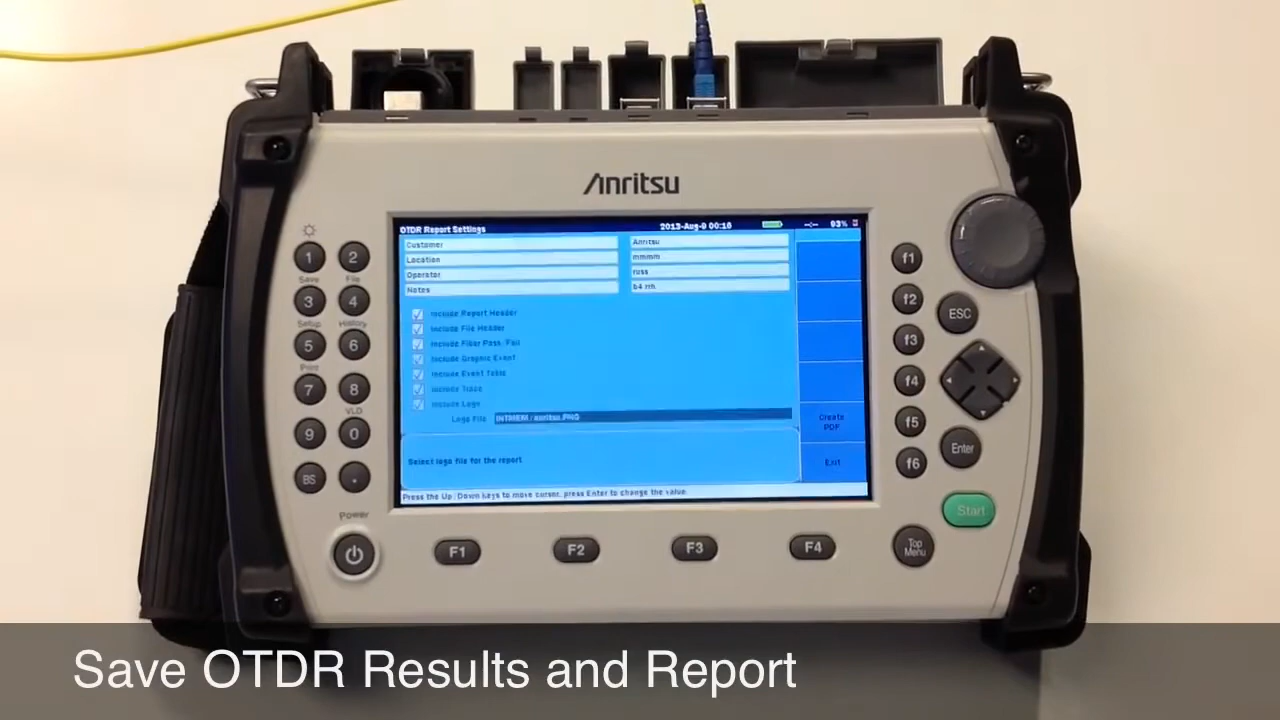 Anritsu
OTDR Report Settings 2013-Aug-9 00:16 93%
Customer Anritsu
Location mmmm
Operator russ
Notes b4 rrh
Include Report Header
Include File Header
Include Fiber Pass/Fail
Include Graphic Event
Include Event Table
Include Trace
Include Logo
Logo File INTMEM/anritsu.PNG
Create
PDF
Select logo file for the report
Exit
Press the Up/Down keys to move cursor, press Enter to change the value.
1 2
Save File
3 4
Setup History
5 6
Print
7 8
VLD
9 0
BS .
Power
f1
f2
f3
f4
f5
f6
ESC
Enter
Start
Top
Menu
F1 F2 F3 F4
Save OTDR Results and Report